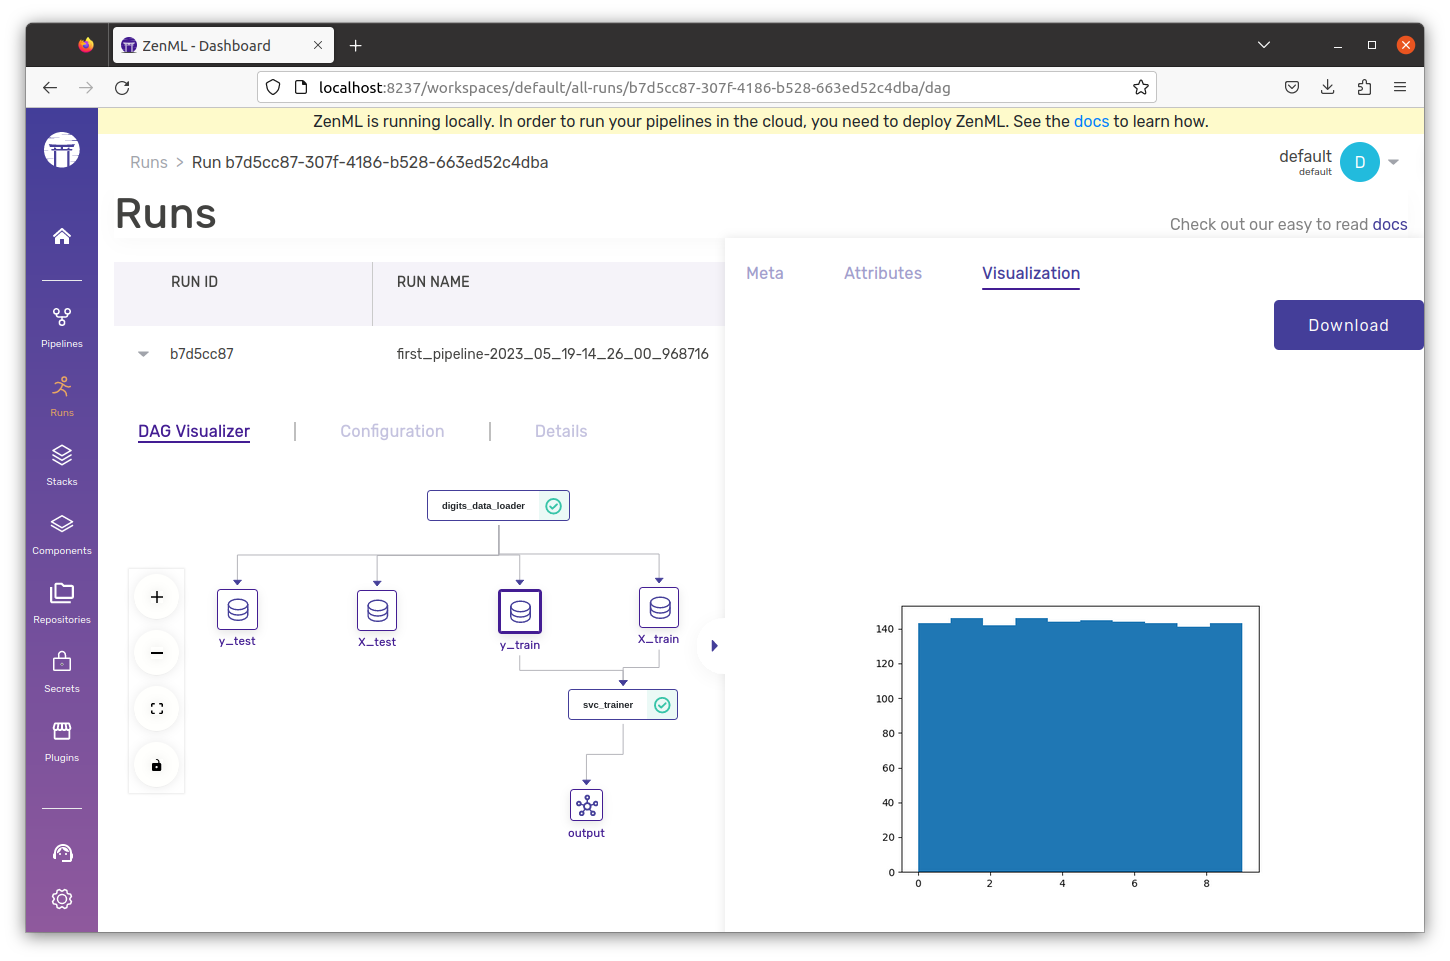 ZenML - Dashboard
localhost:8237/workspaces/default/all-runs/b7d5cc87-307f-4186-b528-663ed52c4dba/dag
ZenML is running locally. In order to run your pipelines in the cloud, you need to deploy ZenML. See the docs to learn how.
Runs > Run b7d5cc87-307f-4186-b528-663ed52c4dba
default
default
D
Runs
Check out our easy to read docs
Pipelines
Runs
Stacks
Components
Repositories
Secrets
Plugins
RUN ID RUN NAME
b7d5cc87 first_pipeline-2023_05_19-14_26_00_968716
DAG Visualizer | Configuration | Details
digits_data_loader
y_test X_test y_train X_train
svc_trainer
output
Meta Attributes Visualization
Download
140
120
100
80
60
40
20
0
0 2 4 6 8